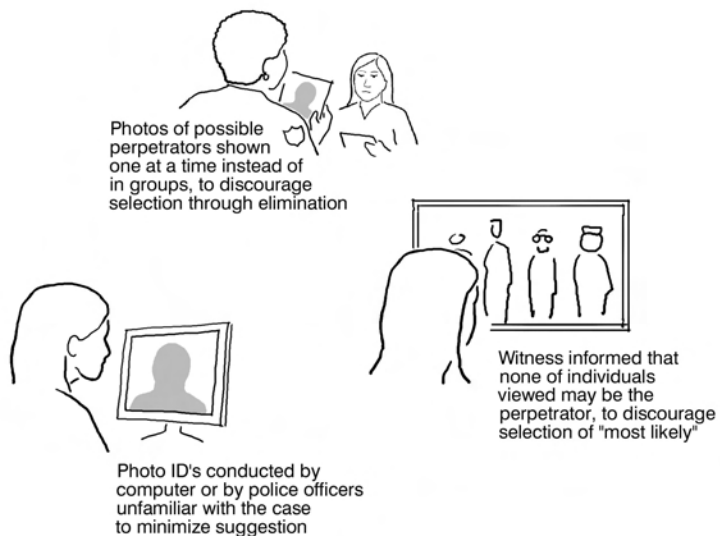 Photos of possible
perpetrators shown
one at a time instead of
in groups, to discourage
selection through elimination
Witness informed that
none of individuals
viewed may be the
perpetrator, to discourage
selection of "most likely"
Photo ID's conducted by
computer or by police officers
unfamiliar with the case
to minimize suggestion